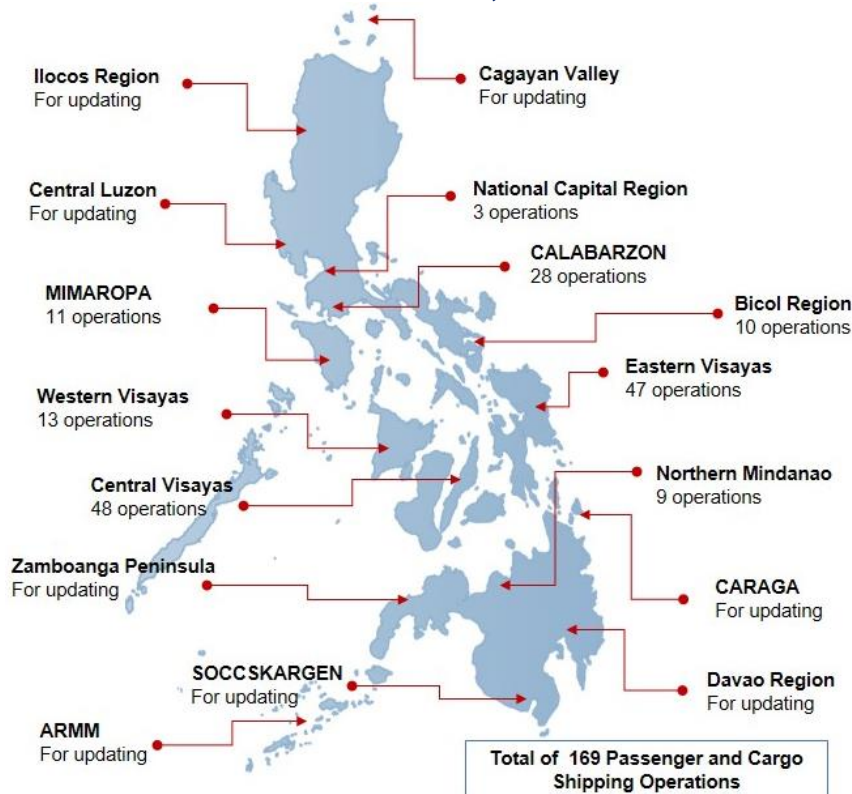 Ilocos Region
For updating
Cagayan Valley
For updating
Central Luzon
For updating
National Capital Region
3 operations
CALABARZON
28 operations
MIMAROPA
11 operations
Bicol Region
10 operations
Eastern Visayas
47 operations
Western Visayas
13 operations
Northern Mindanao
9 operations
Central Visayas
48 operations
Zamboanga Peninsula
For updating
CARAGA
For updating
SOCCSKARGEN
For updating
Davao Region
For updating
ARMM
For updating
Total of 169 Passenger and Cargo
Shipping Operations